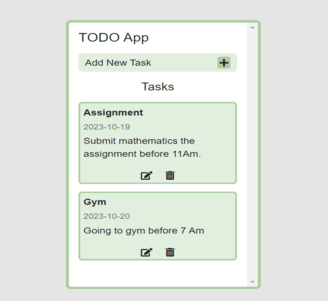 TODO App
Add New Task
Tasks
Assignment
2023-10-19
Submit mathematics the
assignment before 11Am.
Gym
2023-10-20
Going to gym before 7 Am